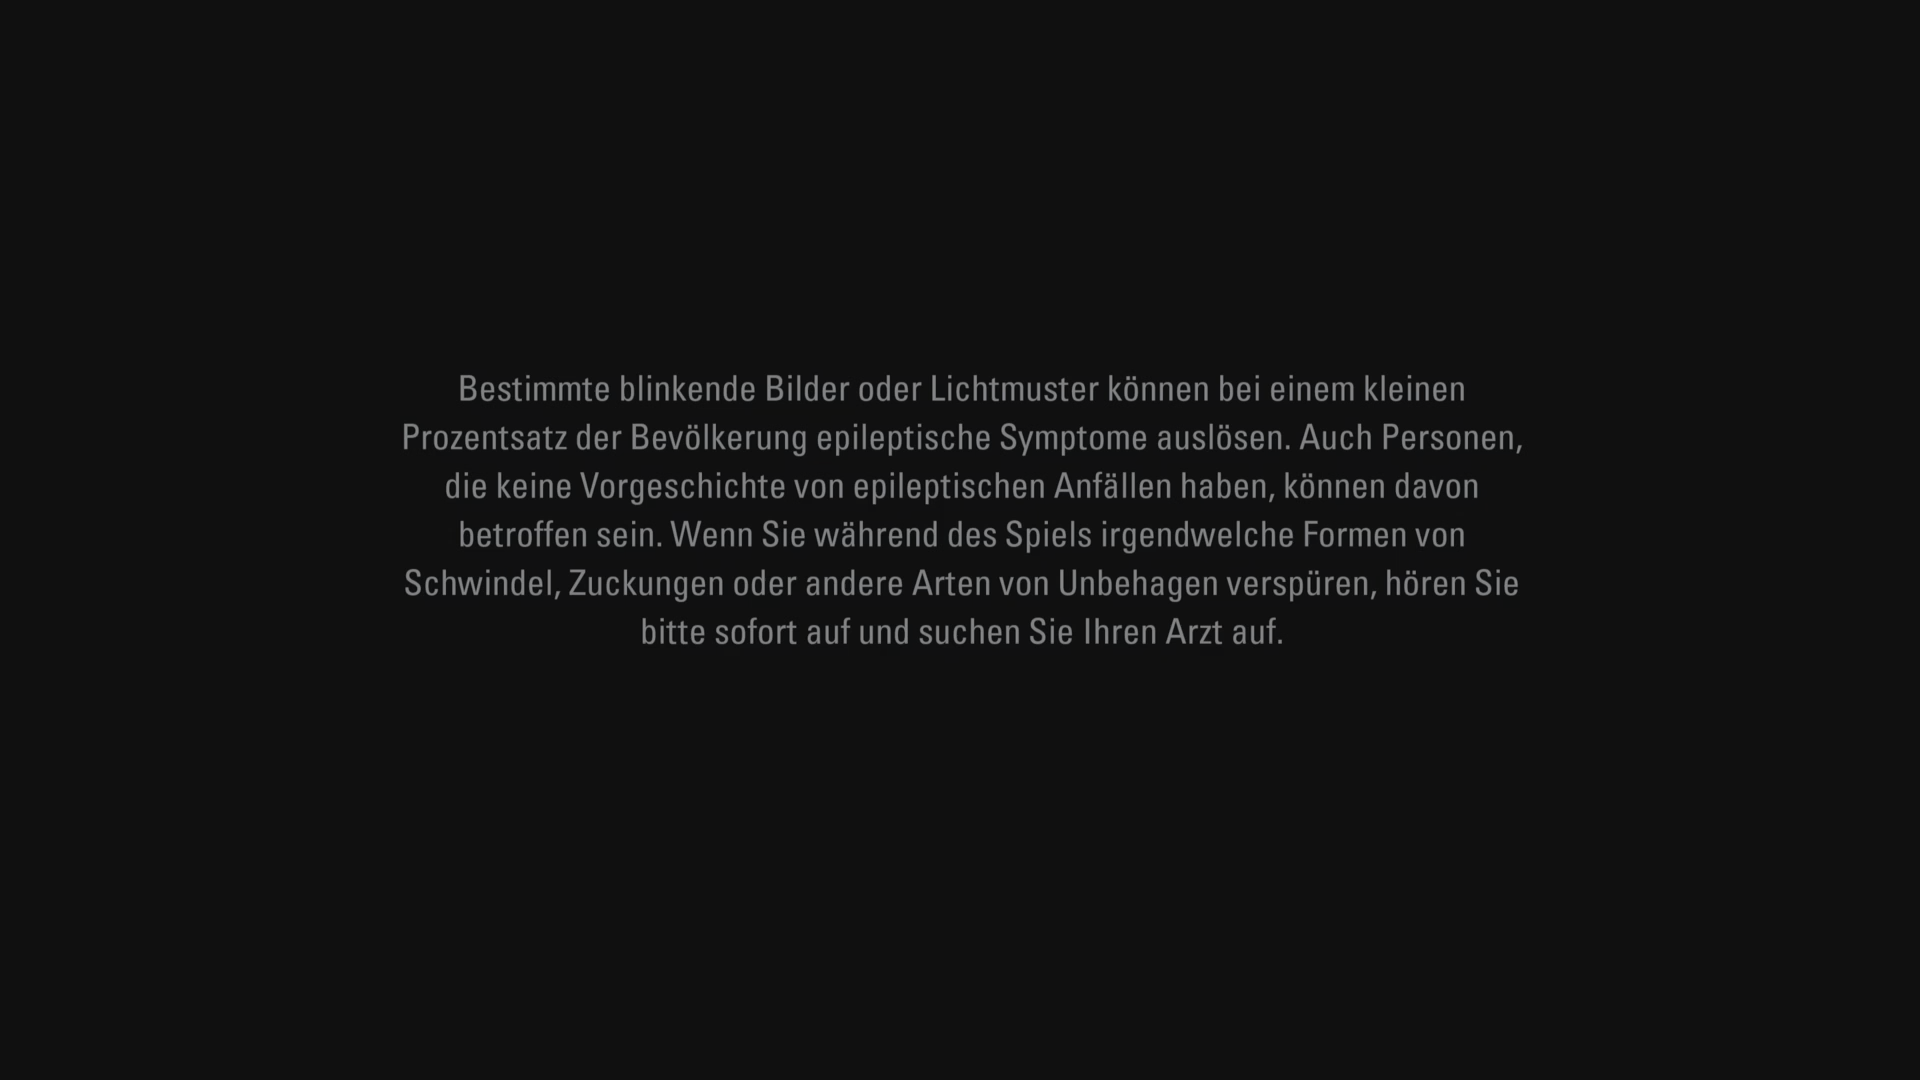 Bestimmte blinkende Bilder oder Lichtmuster können bei einem kleinen
Prozentsatz der Bevölkerung epileptische Symptome auslösen. Auch Personen,
die keine Vorgeschichte von epileptischen Anfällen haben, können davon
betroffen sein. Wenn Sie während des Spiels irgendwelche Formen von
Schwindel, Zuckungen oder andere Arten von Unbehagen verspüren, hören Sie
bitte sofort auf und suchen Sie Ihren Arzt auf.